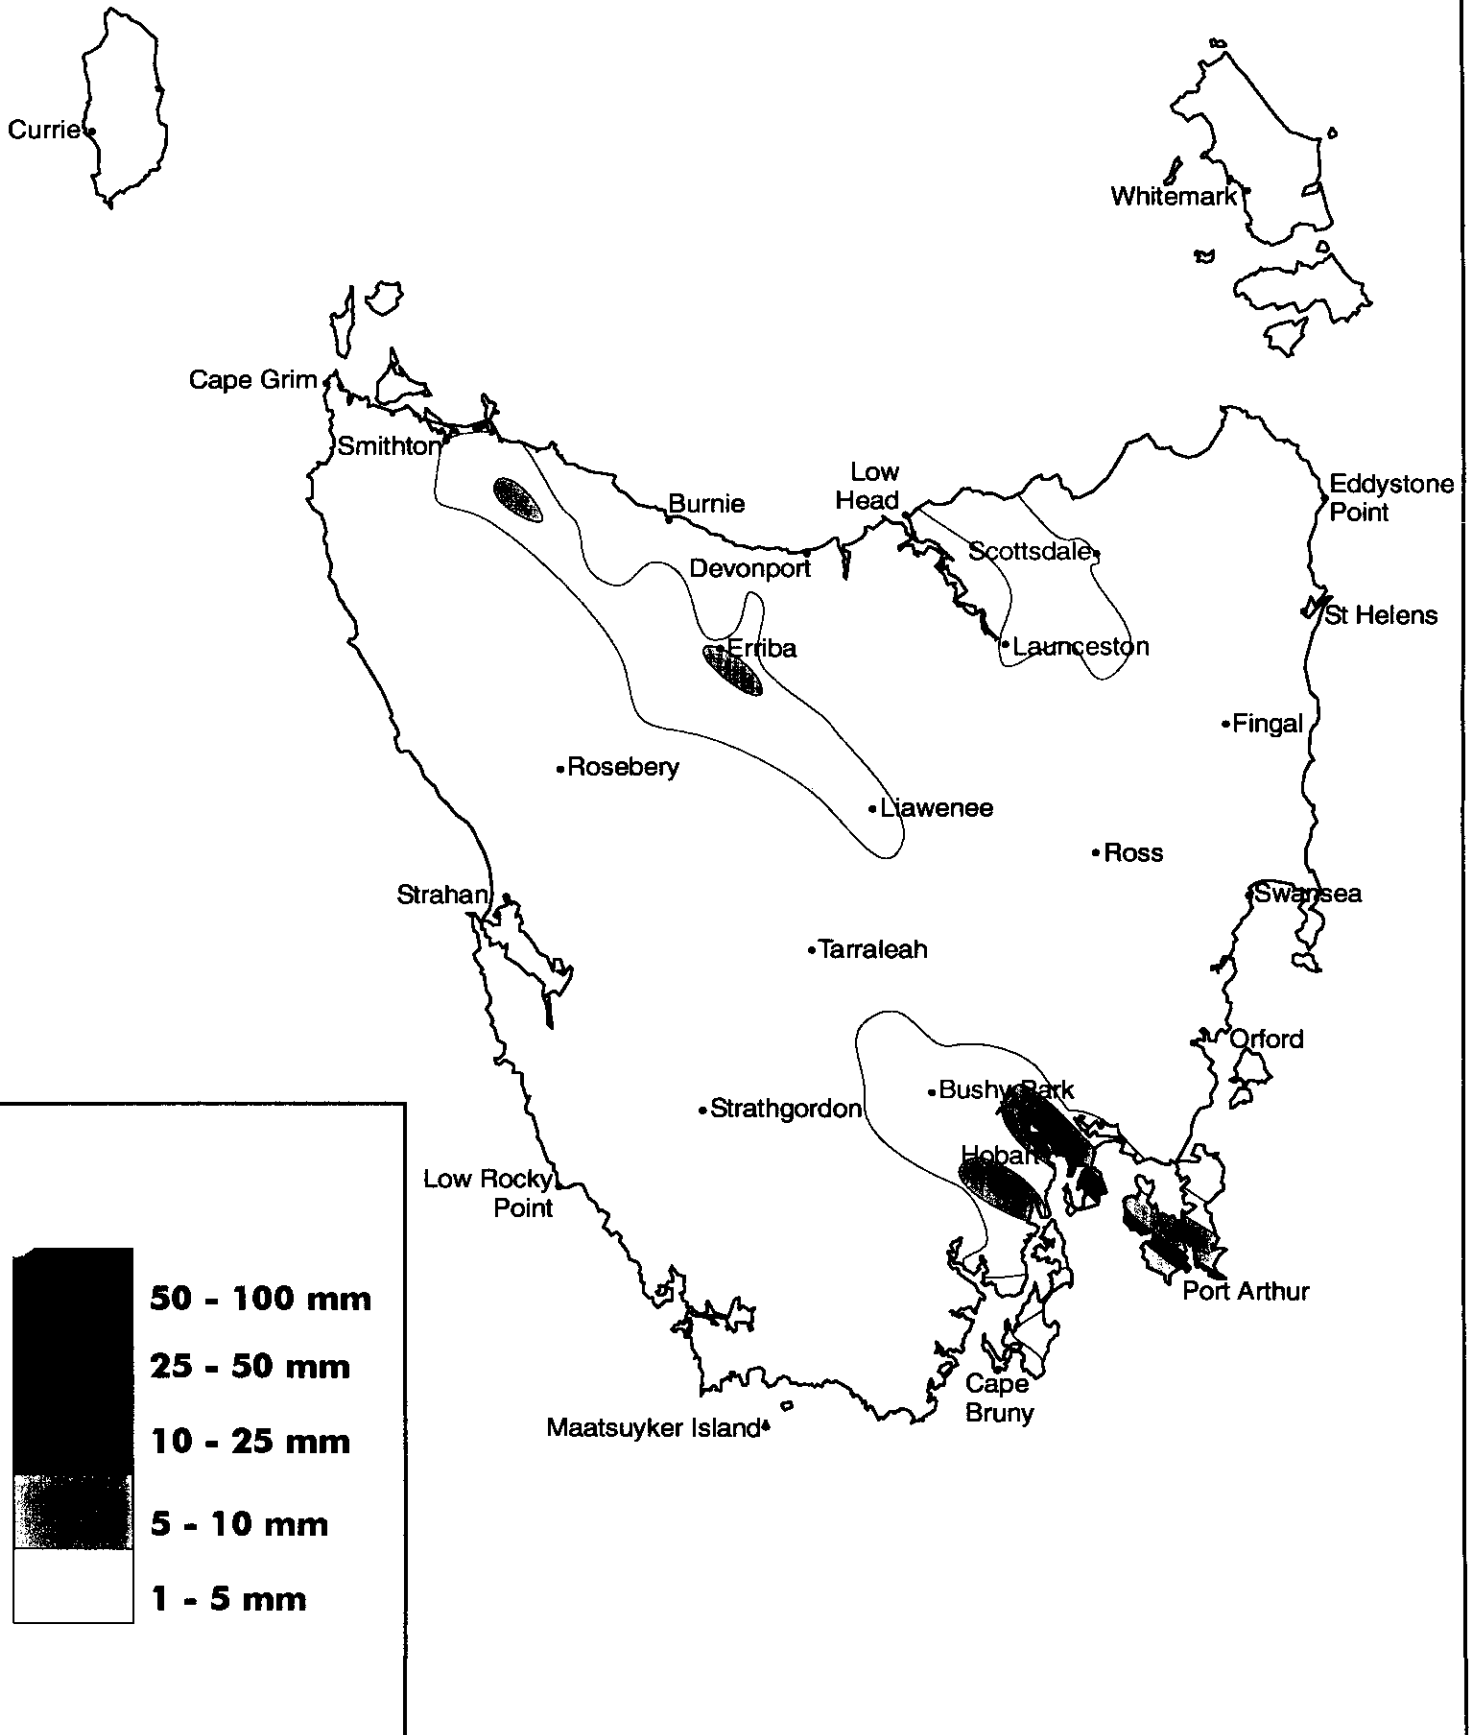 Currie
Whitemark
Cape Grim
Smithton
Low
Head
Eddystone
Point
Burnie
Scottsdale
Devonport
St Helens
Erriba
Launceston
Fingal
Rosebery
Liawenee
Ross
Strahan
Swansea
Tarraleah
Orford
Bushy Park
Strathgordon
Hobart
Low Rocky
Point
Port Arthur
Cape
Bruny
Maatsuyker Island
50 - 100 mm
25 - 50 mm
10 - 25 mm
5 - 10 mm
1 - 5 mm